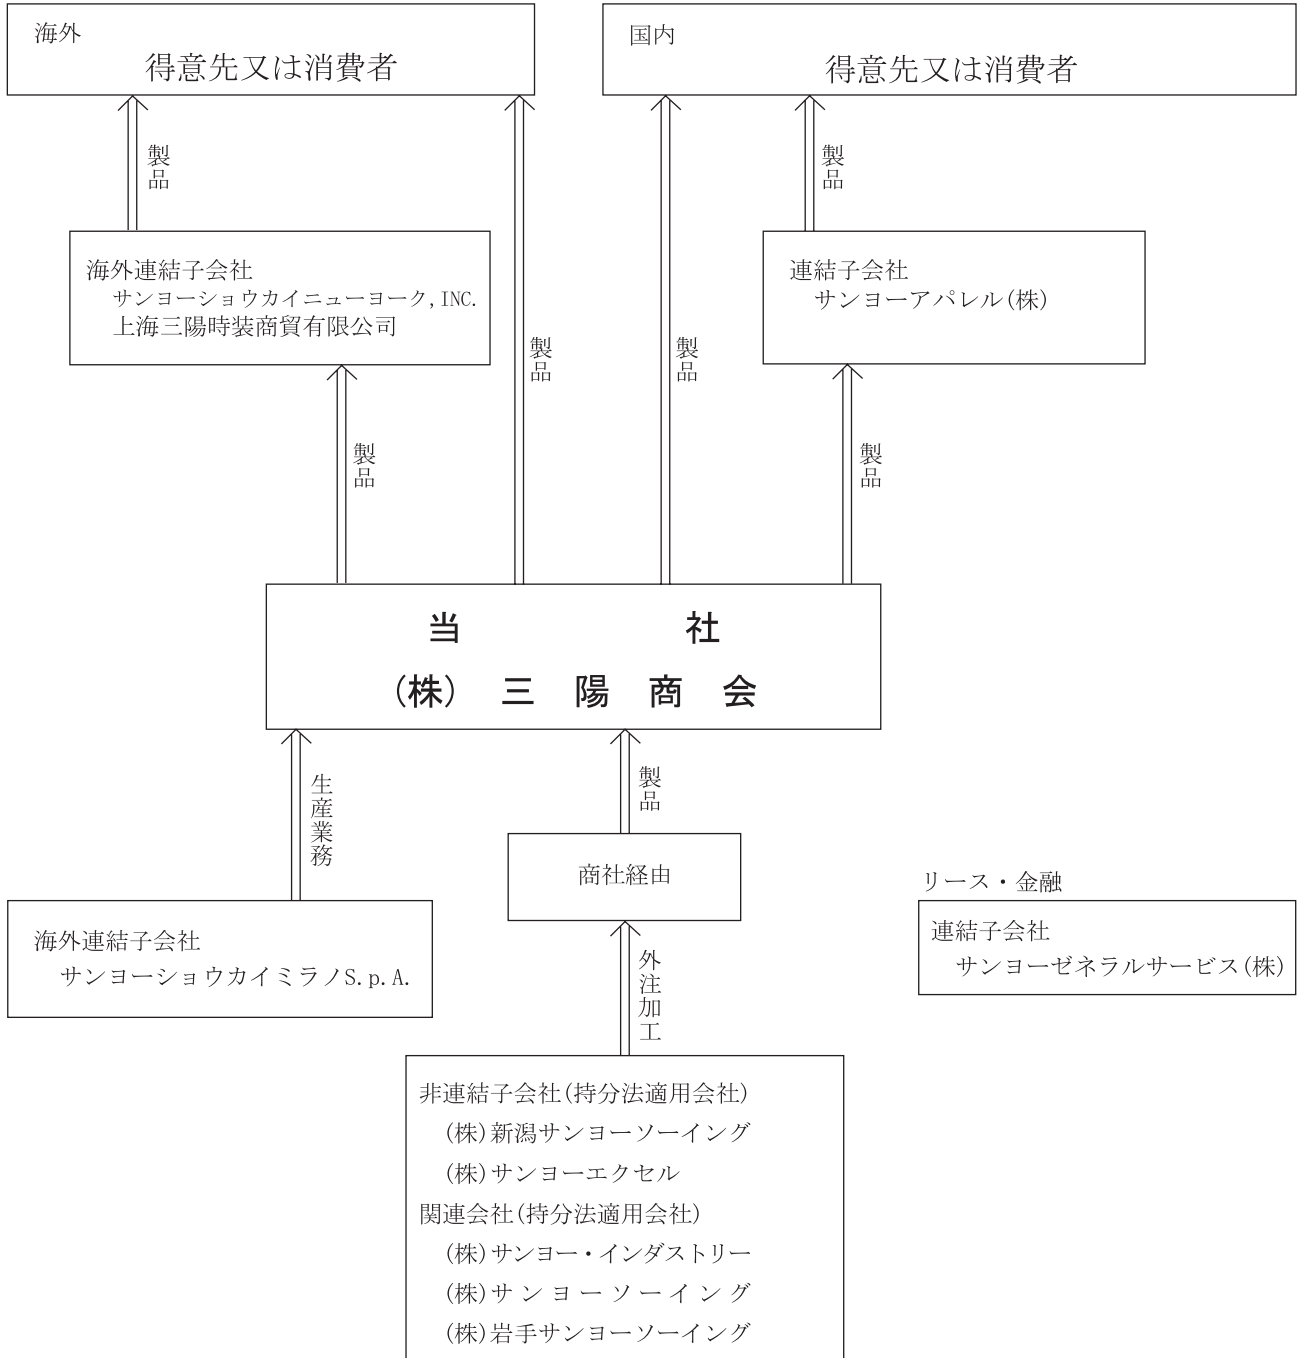 海外
得意先又は消費者
国内
得意先又は消費者
製品
製品
海外連結子会社
サンヨーショウカイニューヨーク,INC.
上海三陽時装商貿有限公司
連結子会社
サンヨーアパレル(株)
製品
製品
製品
製品
当 社
(株) 三 陽 商 会
生産業務
製品
商社経由
リース・金融
海外連結子会社
サンヨーショウカイミラノS.p.A.
連結子会社
サンヨーゼネラルサービス(株)
外注加工
非連結子会社(持分法適用会社)
(株)新潟サンヨーソーイング
(株)サンヨーエクセル
関連会社(持分法適用会社)
(株)サンヨー・インダストリー
(株)サンヨーソーイング
(株)岩手サンヨーソーイング